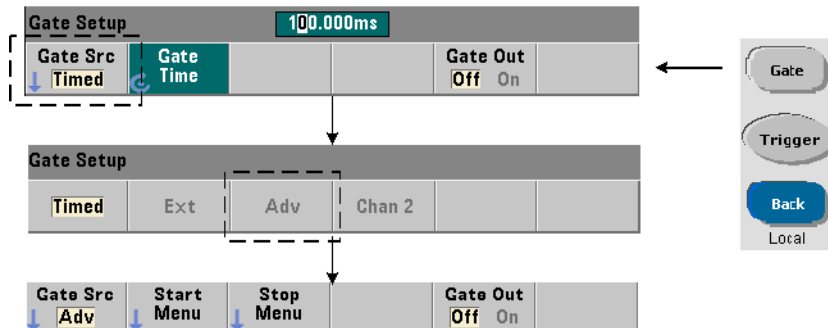 Gate Setup 100.000ms
Gate Src Gate Gate Out
Timed Time Off On
Gate
Trigger
Back
Local
Gate Setup
Timed Ext Adv Chan 2
Gate Src Start Stop Gate Out
Adv Menu Menu Off On